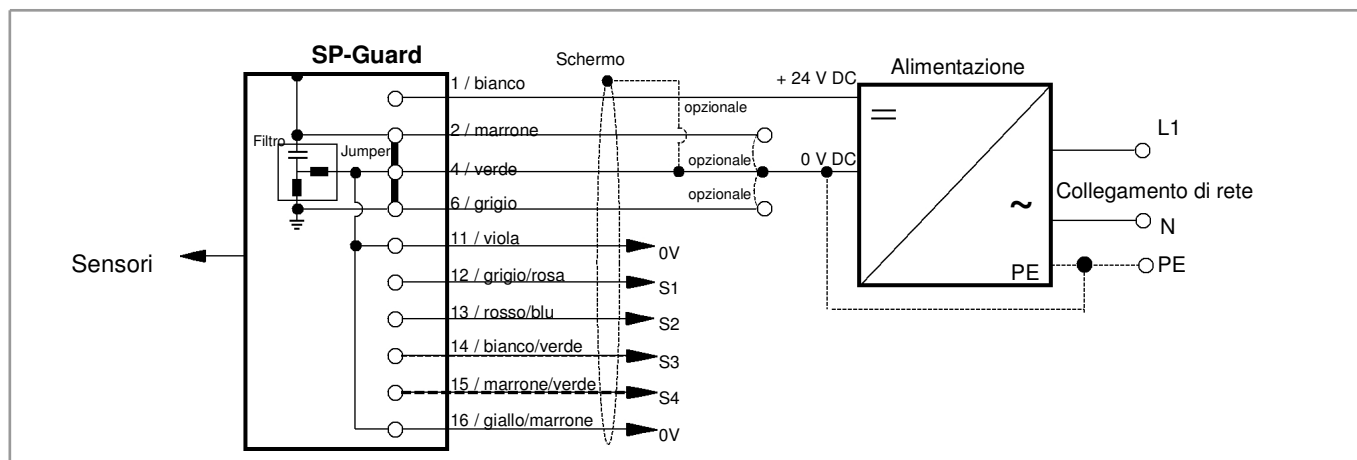 SP-Guard
Schermo
Alimentazione
1 / bianco
+ 24 V DC
opzionale
2 / marrone
Filtro
Jumper
L1
4 / verde
opzionale
0 V DC
opzionale
6 / grigio
Collegamento di rete
~
N
11 / viola
0V
Sensori
PE
PE
12 / grigio/rosa
S1
13 / rosso/blu
S2
14 / bianco/verde
S3
15 / marrone/verde
S4
16 / giallo/marrone
0V